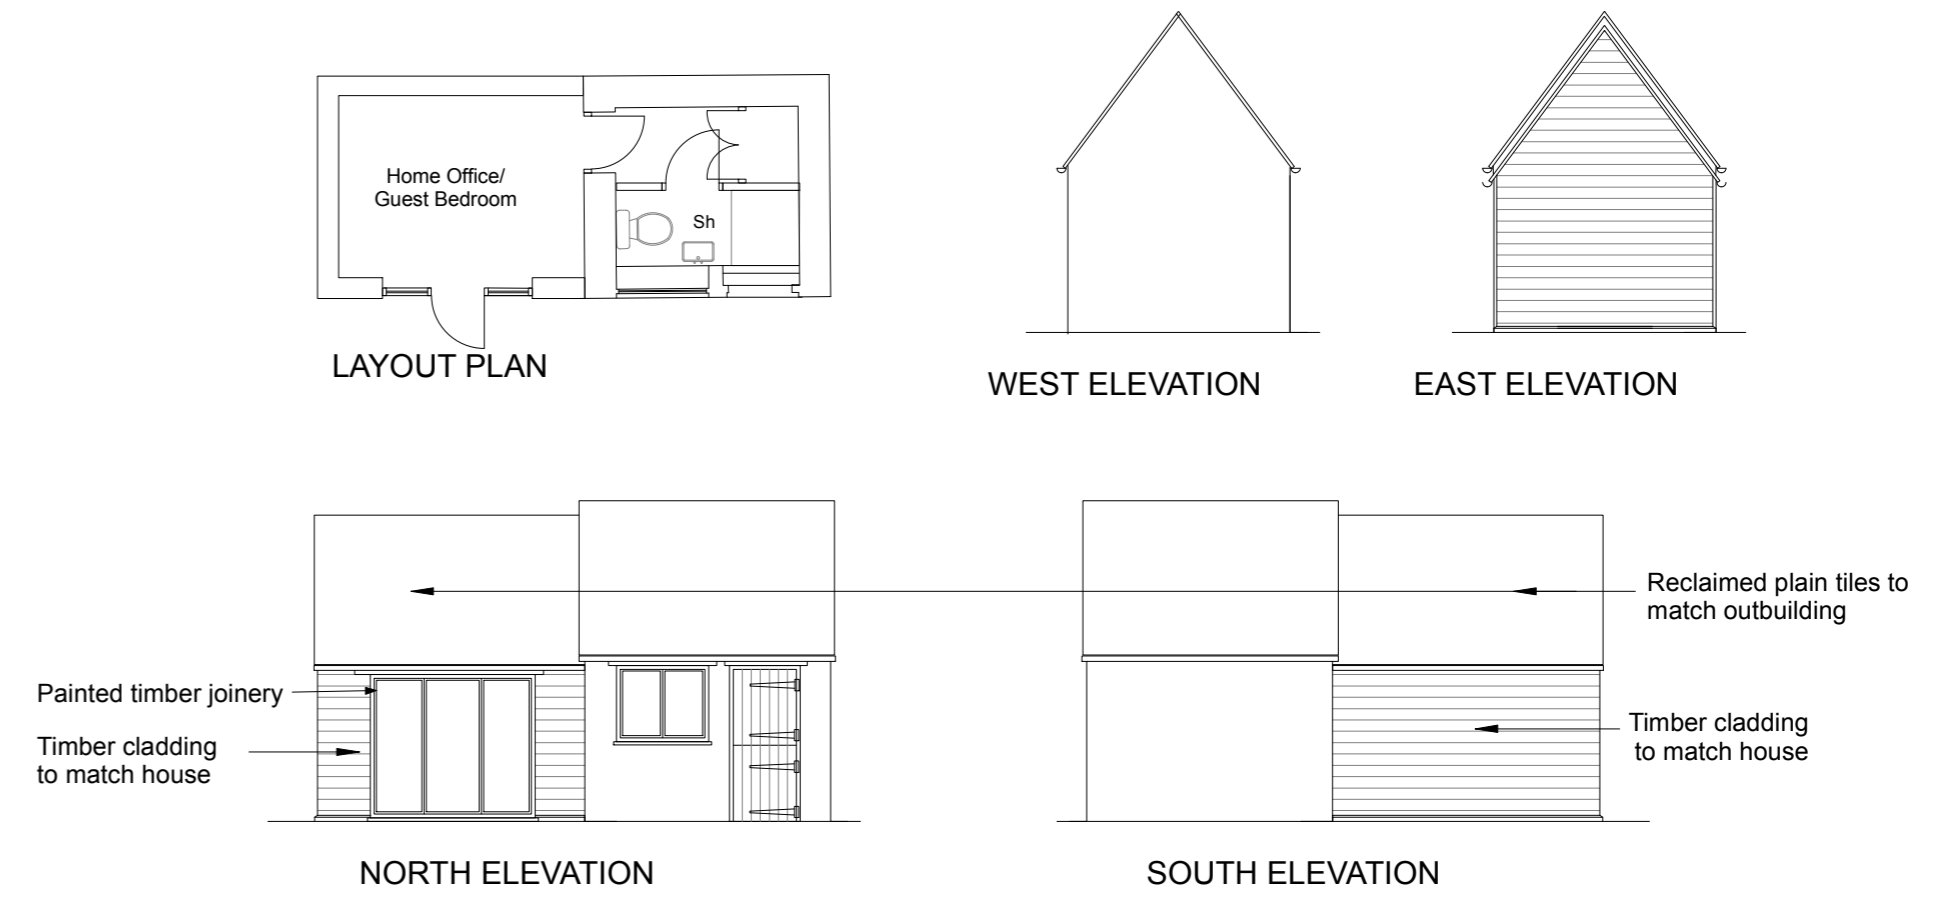 Home Office/
Guest Bedroom
Sh
LAYOUT PLAN
WEST ELEVATION
EAST ELEVATION
Reclaimed plain tiles to
match outbuilding
Painted timber joinery
Timber cladding
to match house
Timber cladding
to match house
NORTH ELEVATION
SOUTH ELEVATION